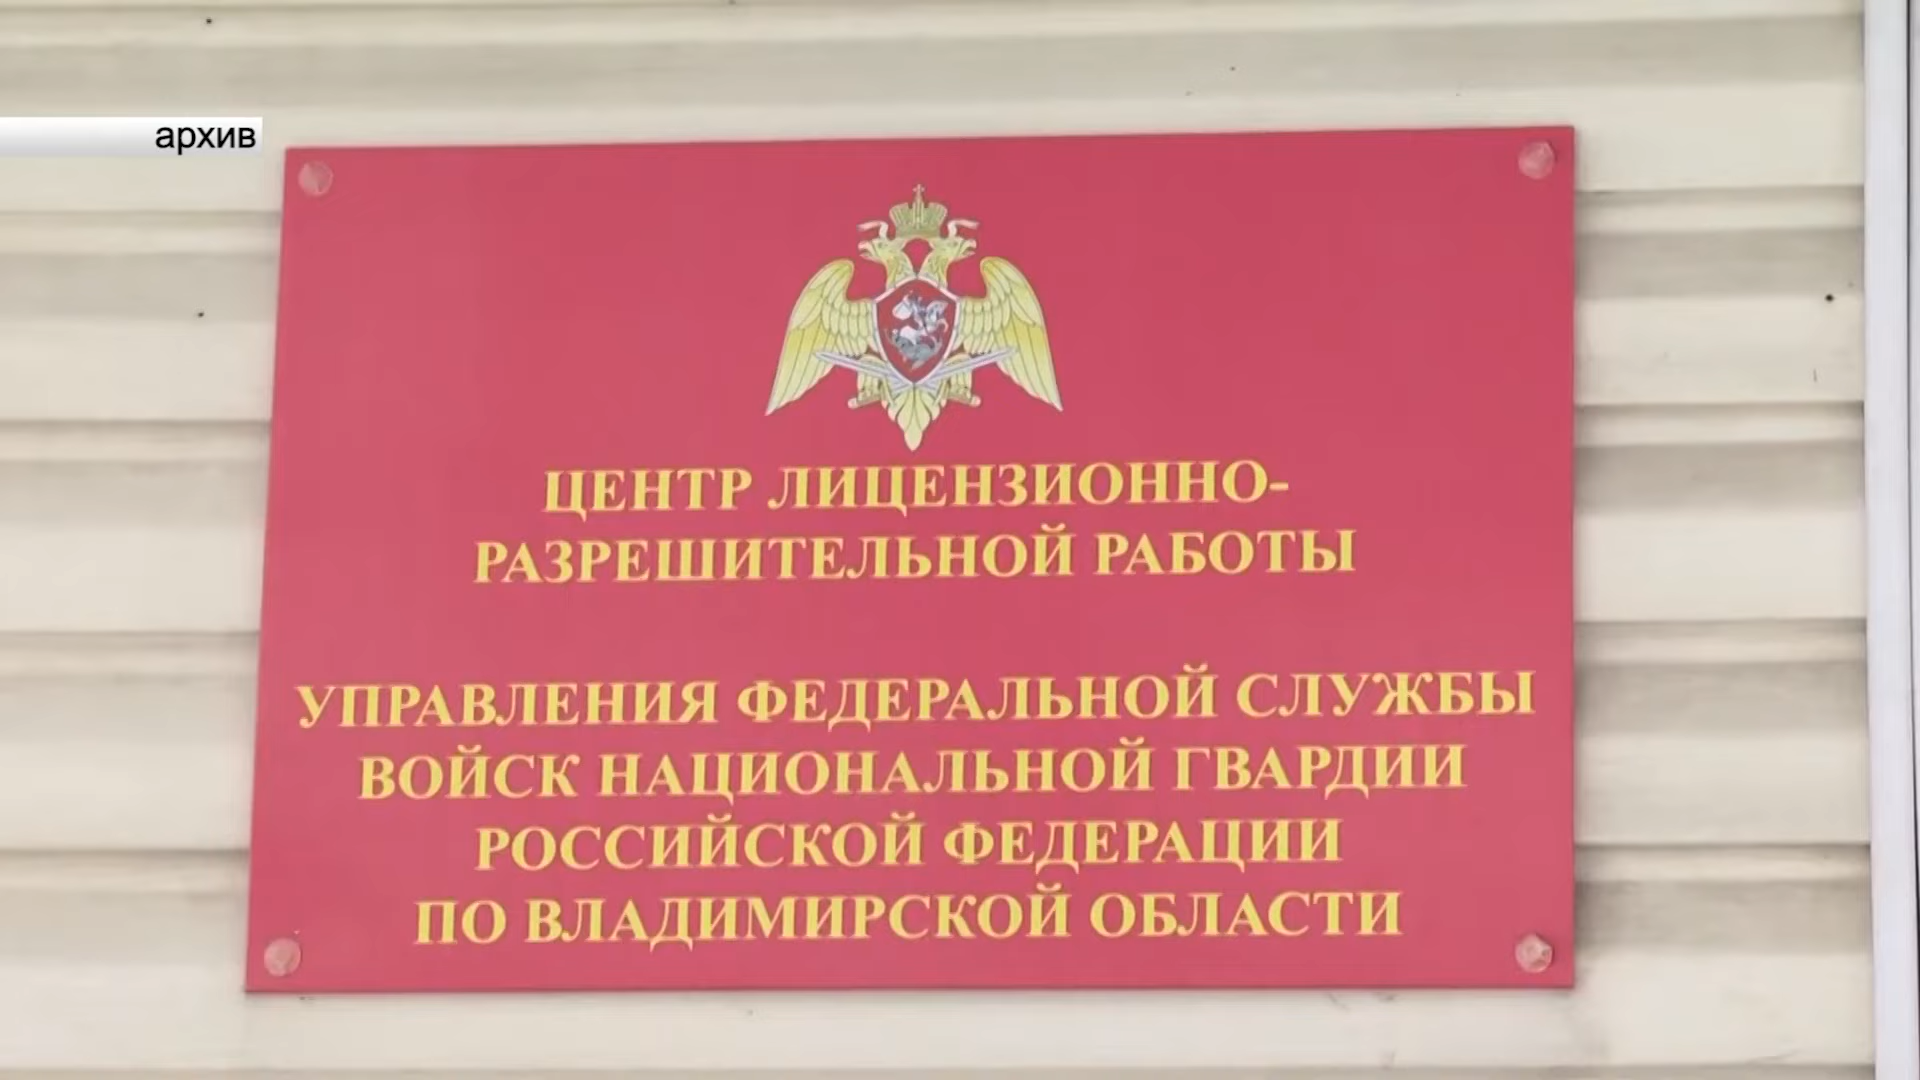 архив
ЦЕНТР ЛИЦЕНЗИОННО-
РАЗРЕШИТЕЛЬНОЙ РАБОТЫ
УПРАВЛЕНИЯ ФЕДЕРАЛЬНОЙ СЛУЖБЫ
ВОЙСК НАЦИОНАЛЬНОЙ ГВАРДИИ
РОССИЙСКОЙ ФЕДЕРАЦИИ
ПО ВЛАДИМИРСКОЙ ОБЛАСТИ